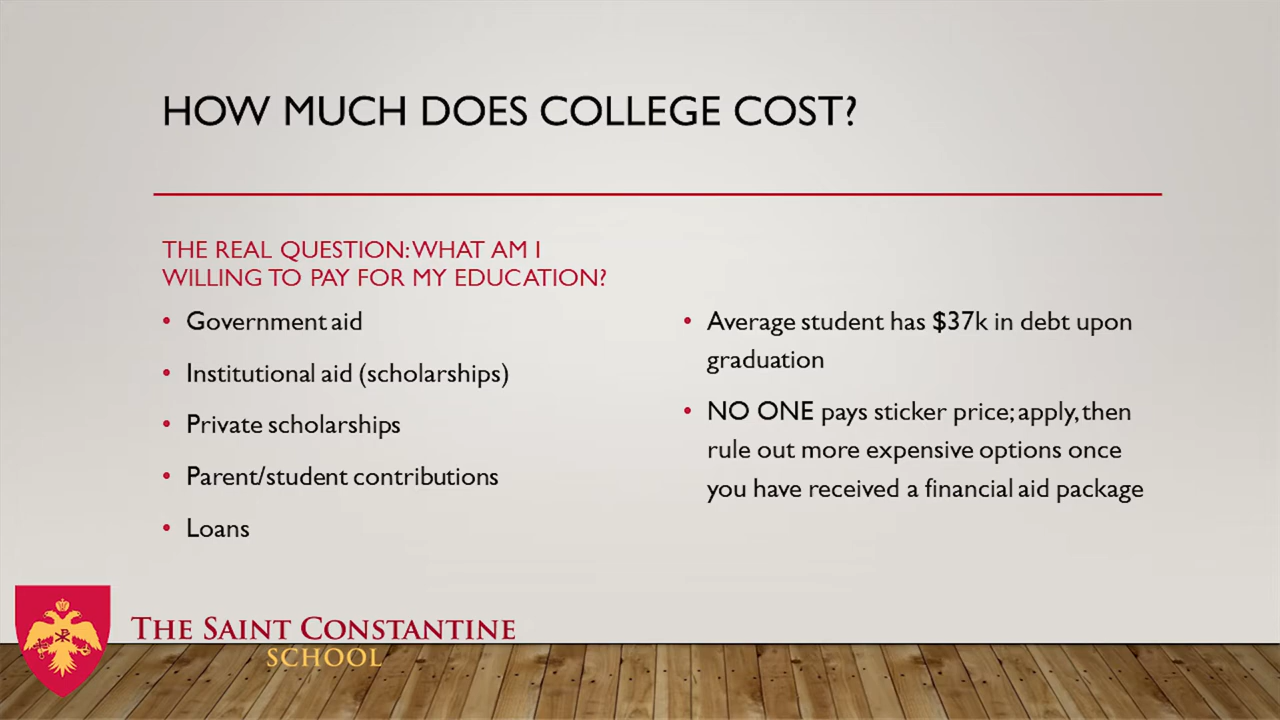 HOW MUCH DOES COLLEGE COST?
THE REAL QUESTION: WHAT AM I
WILLING TO PAY FOR MY EDUCATION?
• Government aid
• Institutional aid (scholarships)
• Private scholarships
• Parent/student contributions
• Loans
• Average student has $37k in debt upon
graduation
• NO ONE pays sticker price; apply, then
rule out more expensive options once
you have received a financial aid package
THE SAINT CONSTANTINE
SCHOOL